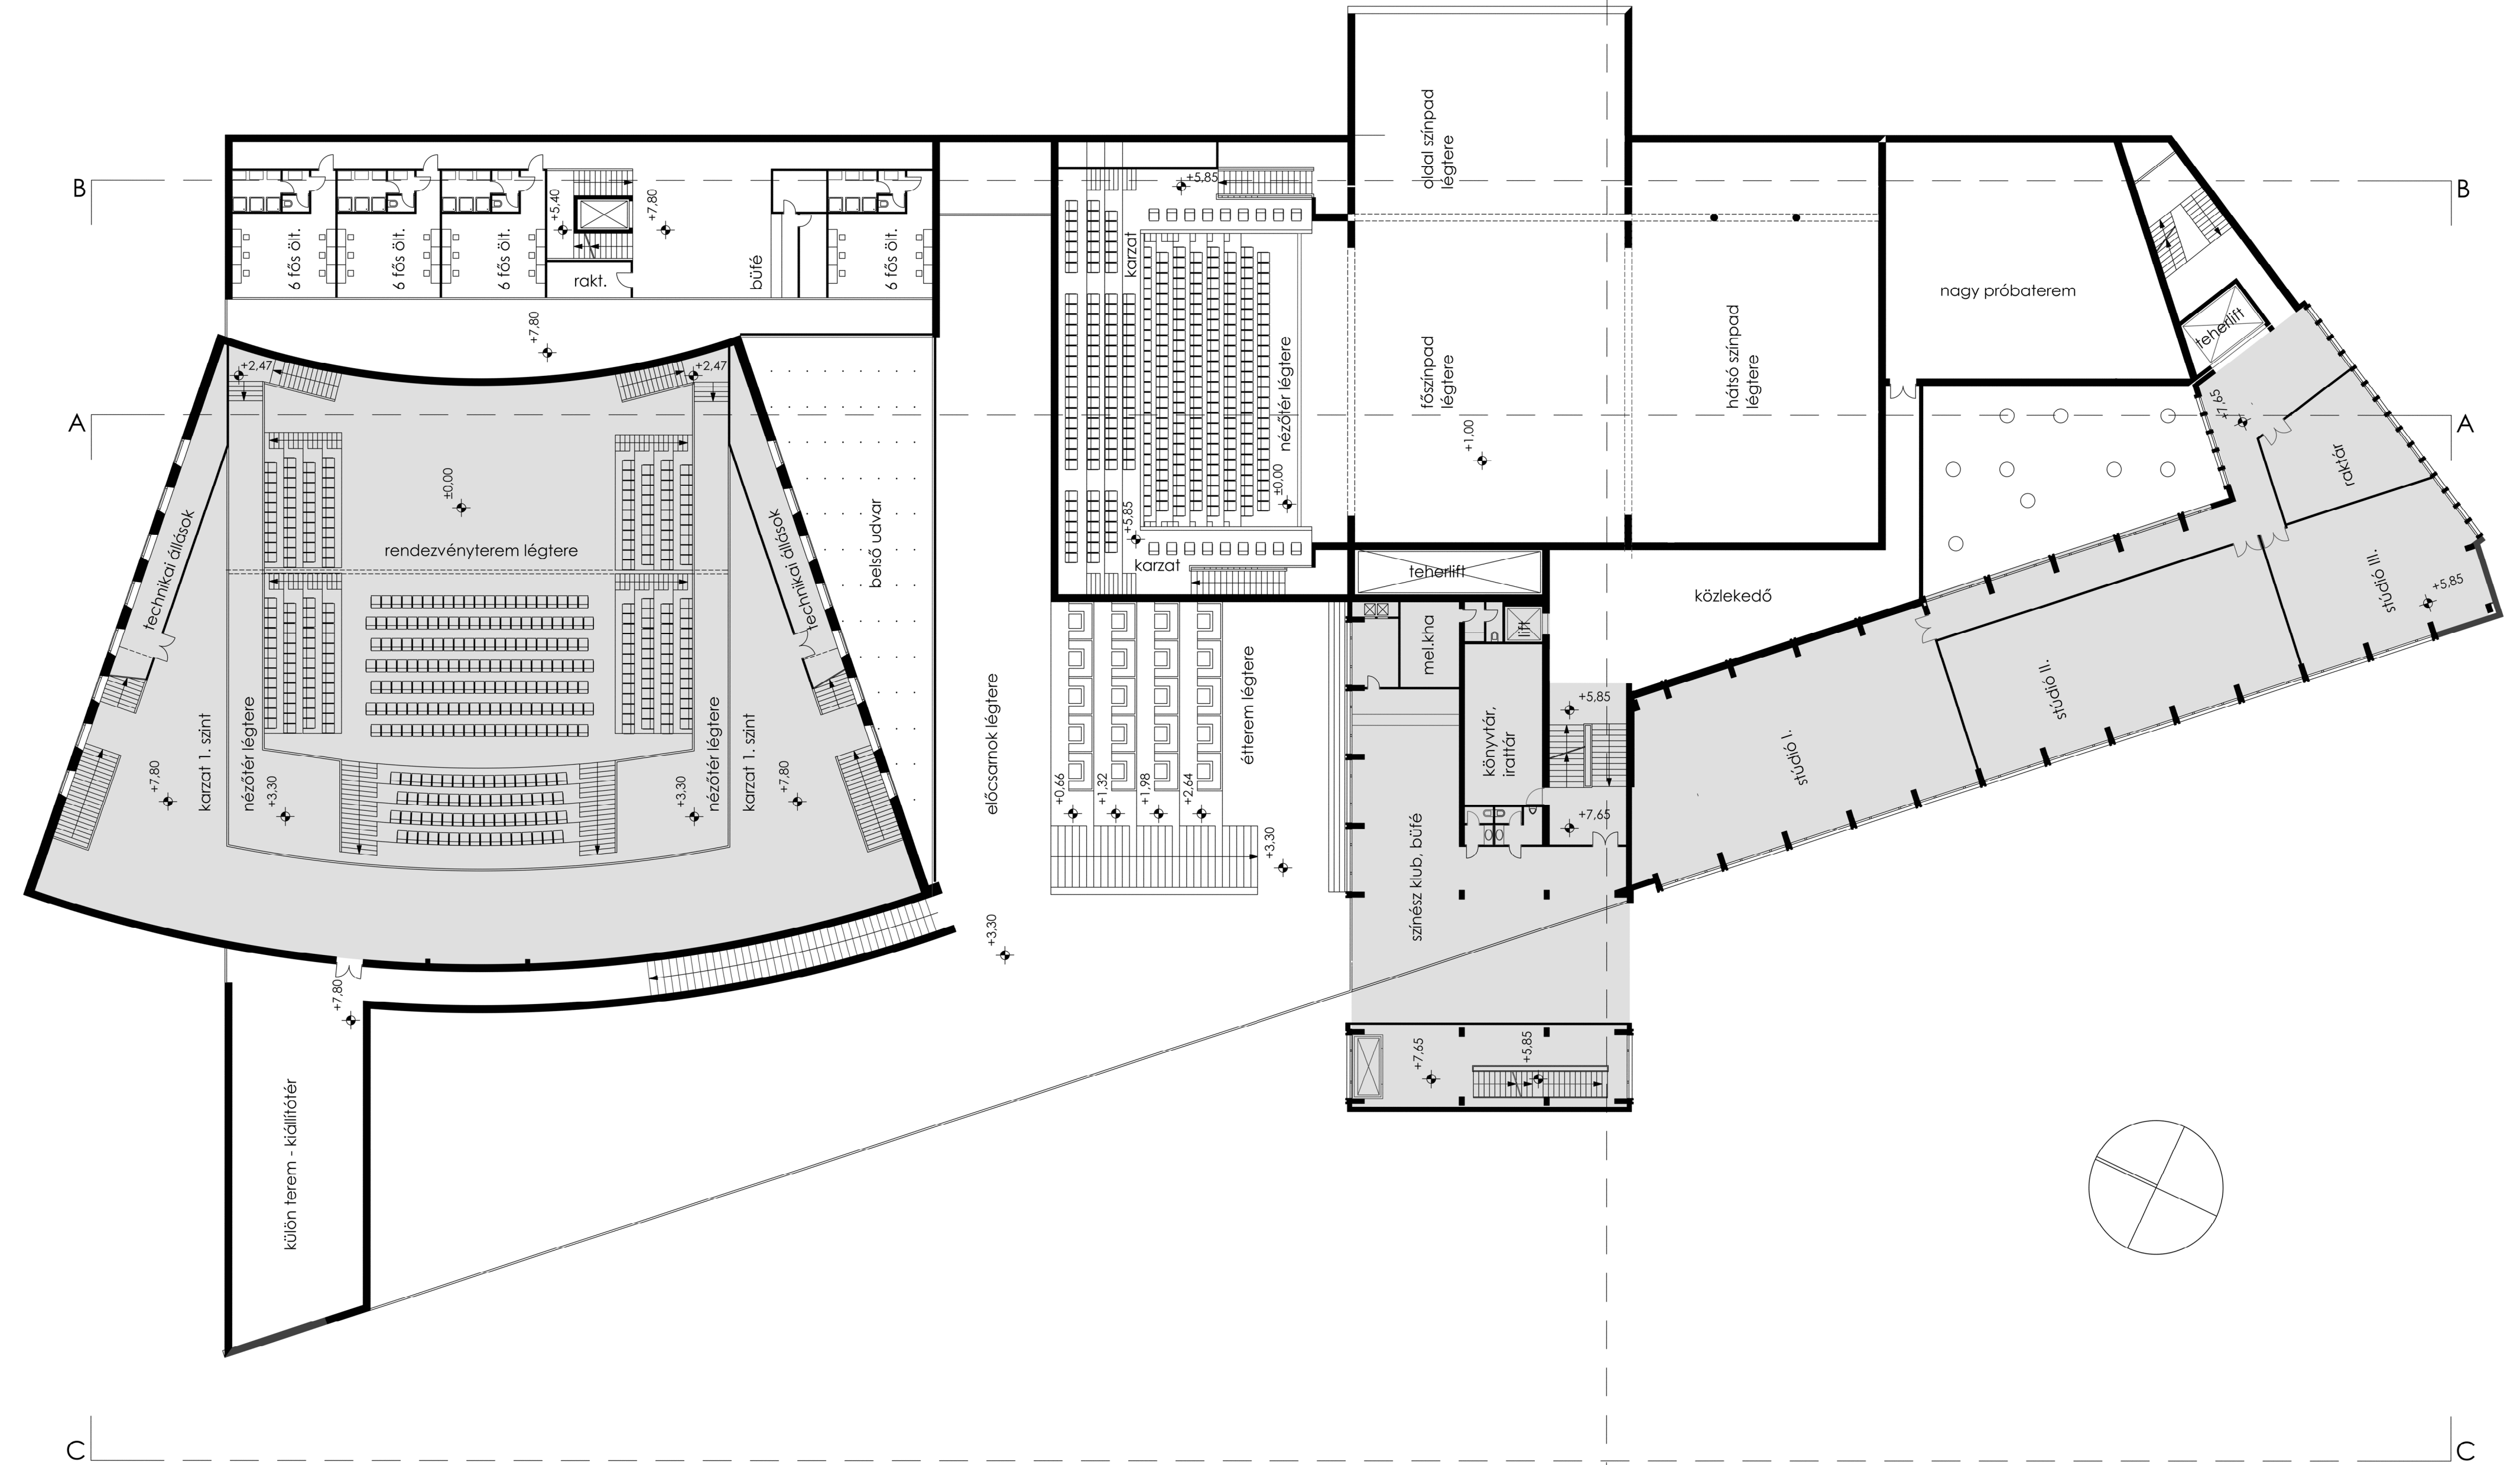 B
B
A
A
C
C
6 fős ölt.
6 fős ölt.
6 fős ölt.
rakt.
+5,40
+7,80
büfé
6 fős ölt.
+7,80
+2,47
+2,47
technikai állások
technikai állások
±0,00
rendezvényterem légtere
karzat 1. szint
nézőtér légtere
+7,80
+3,30
+3,30
nézőtér légtere
karzat 1. szint
+7,80
belső udvar
+7,80
külön terem - kiállítótér
előcsarnok légtere
+3,30
+5,85
karzat
nézőtér légtere
±0,00
+5,85
karzat
étterem légtere
+0,66
+1,32
+1,98
+2,64
+3,30
oldal színpad
légtere
főszínpad
légtere
+1,00
hátsó színpad
légtere
teherlift
mel.kha
lift
könyvtár,
irattár
+5,85
+7,65
színész klub, büfé
+7,65
+5,85
közlekedő
nagy próbaterem
teherlift
+7,65
raktár
stúdió III.
+5,85
stúdió II.
stúdió I.